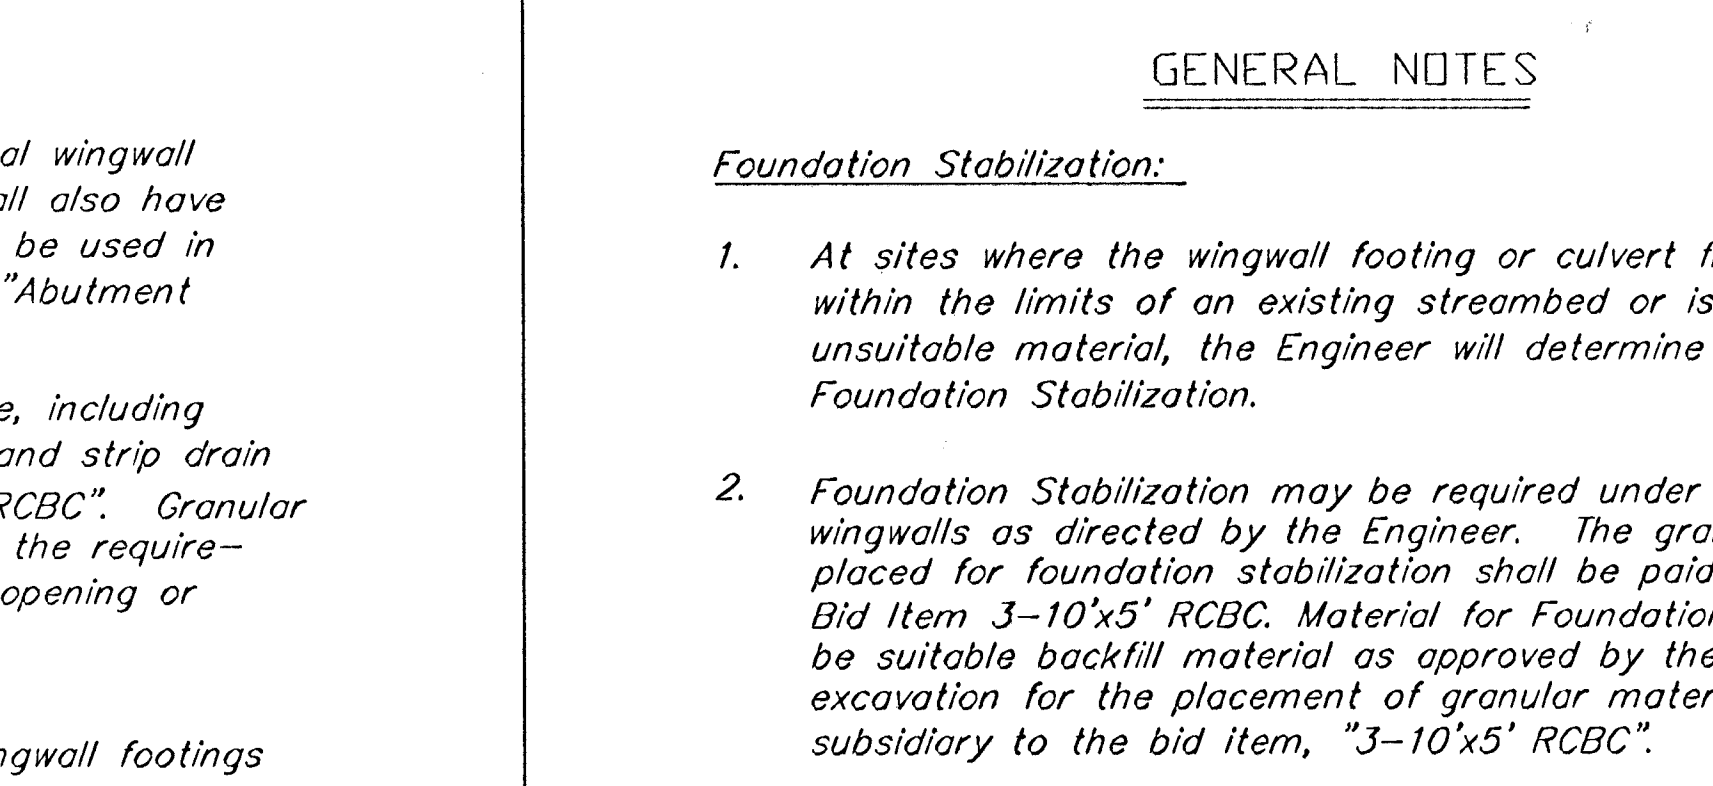 al wingwall
all also have
be used in
"Abutment
e, including
and strip drain
RCBC". Granular
the require-
opening or
ngwall footings
GENERAL NOTES
Foundation Stabilization:
1. At sites where the wingwall footing or culvert
within the limits of an existing streambed or is
unsuitable material, the Engineer will determine
Foundation Stabilization.
2. Foundation Stabilization may be required under
wingwalls as directed by the Engineer. The gra
placed for foundation stabilization shall be paid
Bid Item 3-10'x5' RCBC. Material for Foundation
be suitable backfill material as approved by the
excavation for the placement of granular mater
subsidiary to the bid item, "3-10'x5' RCBC".